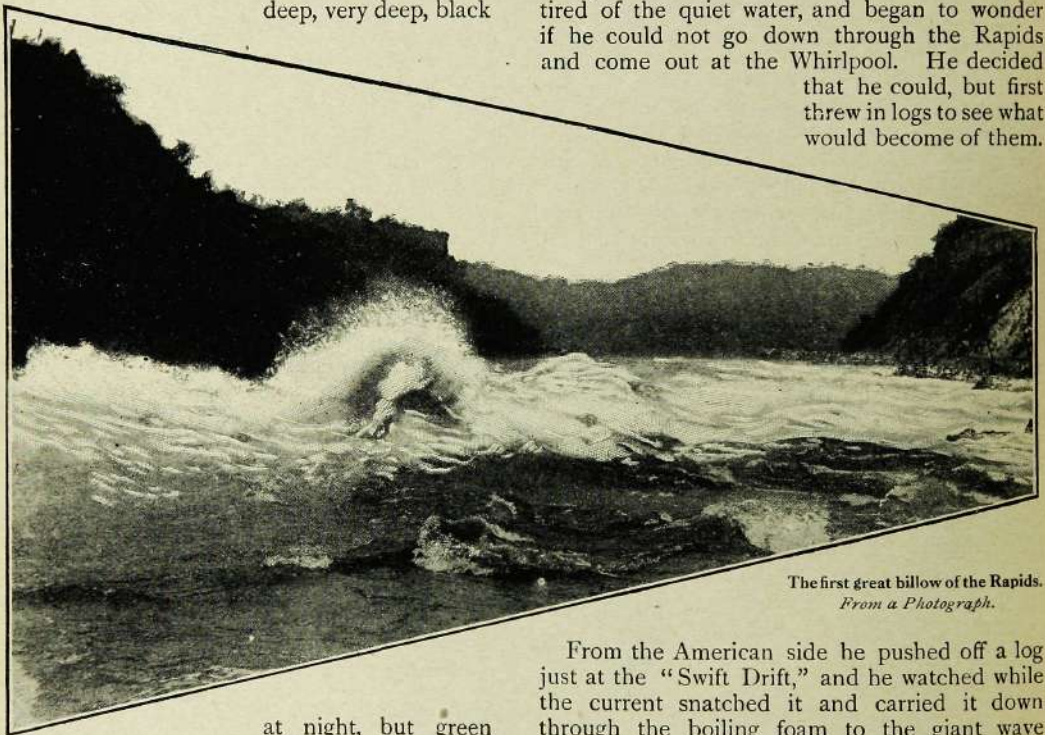 deep, very deep, black
at night, but green
tired of the quiet water, and began to wonder
if he could not go down through the Rapids
and come out at the Whirlpool. He decided
that he could, but first
threw in logs to see what
would become of them.
The first great billow of the Rapids.
From a Photograph.
From the American side he pushed off a log
just at the "Swift Drift," and he watched while
the current snatched it and carried it down
through the boiling foam to the giant wave